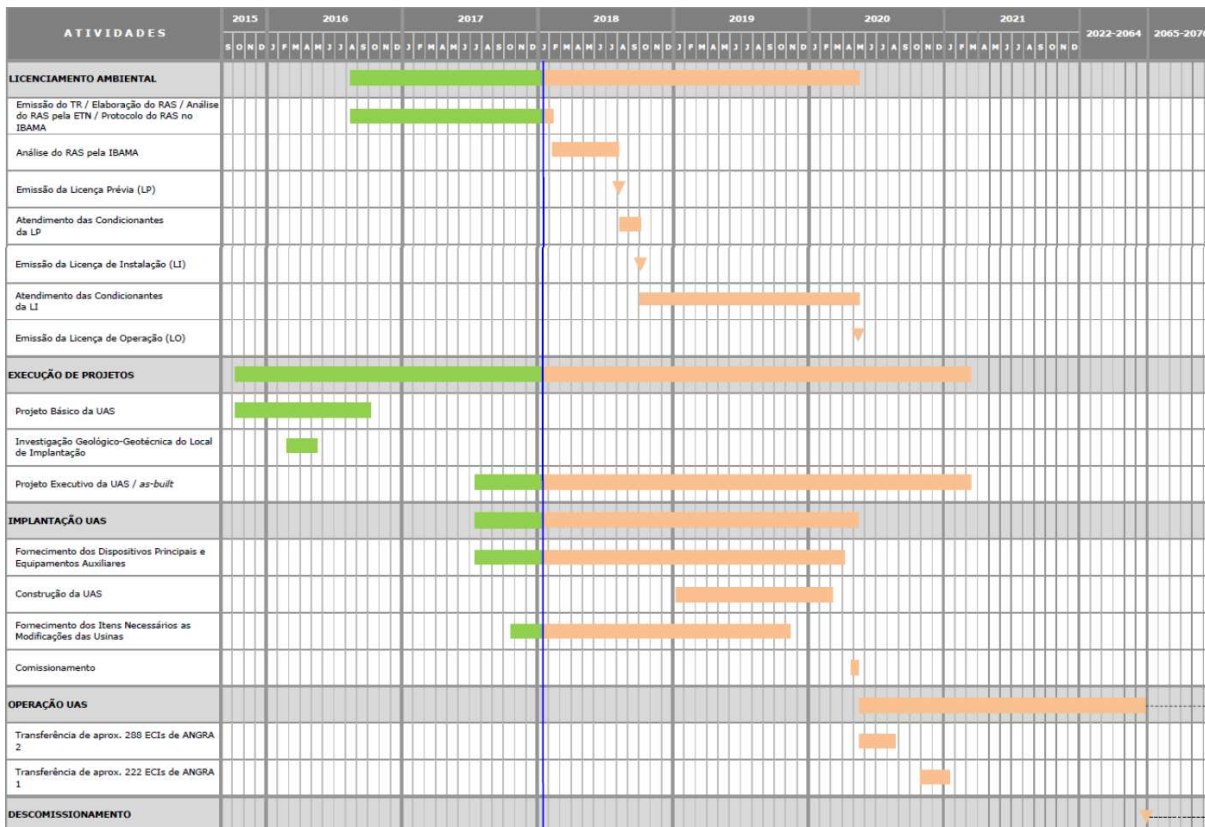 ATIVIDADES
2015 2016 2017 2018 2019 2020 2021 2022-2064 2065-2070
S O N D J F M A M J J A S O N D J F M A M J J A S O N D J F M A M J J A S O N D J F M A M J J A S O N D J F M A M J J A S O N D J F M A M J J A S O N D
LICENCIAMENTO AMBIENTAL
Emissão do TR / Elaboração do RAS / Análise
do RAS pela ETN / Protocolo do RAS no
IBAMA
Análise do RAS pela IBAMA
Emissão da Licença Prévia (LP)
Atendimento das Condicionantes
da LP
Emissão da Licença de Instalação (LI)
Atendimento das Condicionantes
da LI
Emissão da Licença de Operação (LO)
EXECUÇÃO DE PROJETOS
Projeto Básico da UAS
Investigação Geológico-Geotécnica do Local
de Implantação
Projeto Executivo da UAS / as-built
IMPLANTAÇÃO UAS
Fornecimento dos Dispositivos Principais e
Equipamentos Auxiliares
Construção da UAS
Fornecimento dos Itens Necessários as
Modificações das Usinas
Comissionamento
OPERAÇÃO UAS
Transferência de aprox. 288 ECIs de ANGRA
2
Transferência de aprox. 222 ECIs de ANGRA
1
DESCOMISSIONAMENTO